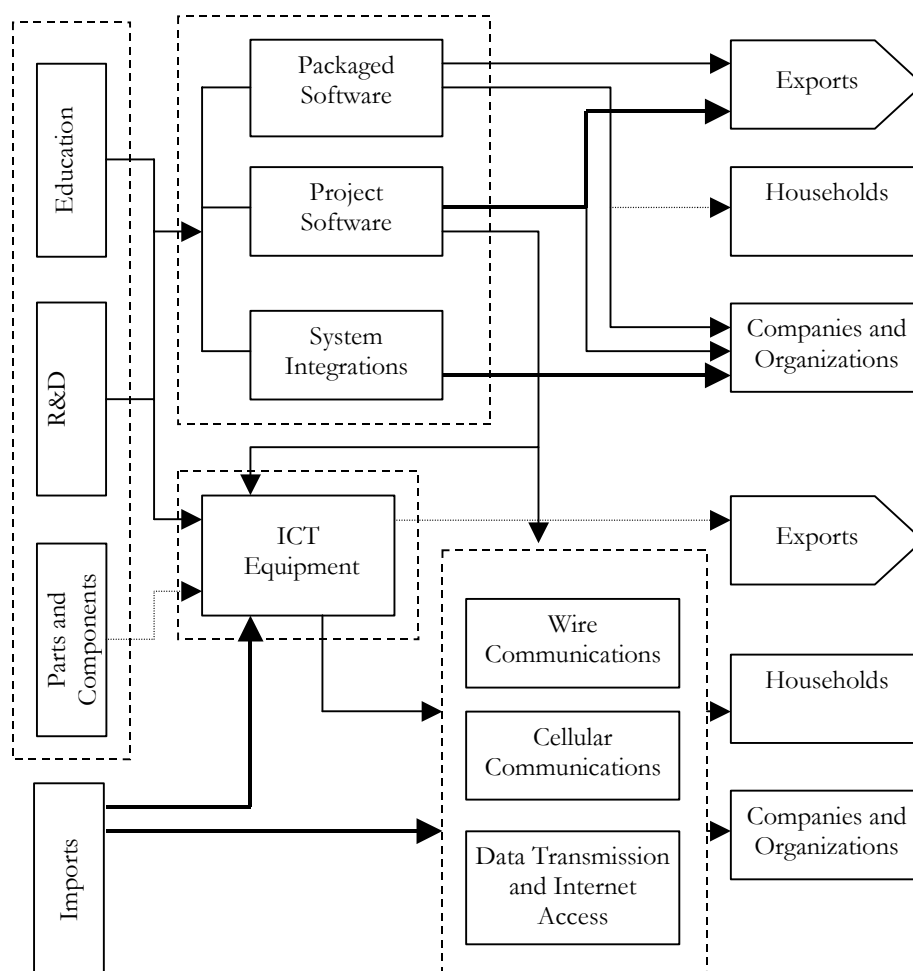 Education
R&D
Parts and
Components
Imports
Packaged
Software
Project
Software
System
Integrations
ICT
Equipment
Wire
Communications
Cellular
Communications
Data Transmission
and Internet
Access
Exports
Households
Companies and
Organizations
Exports
Households
Companies and
Organizations